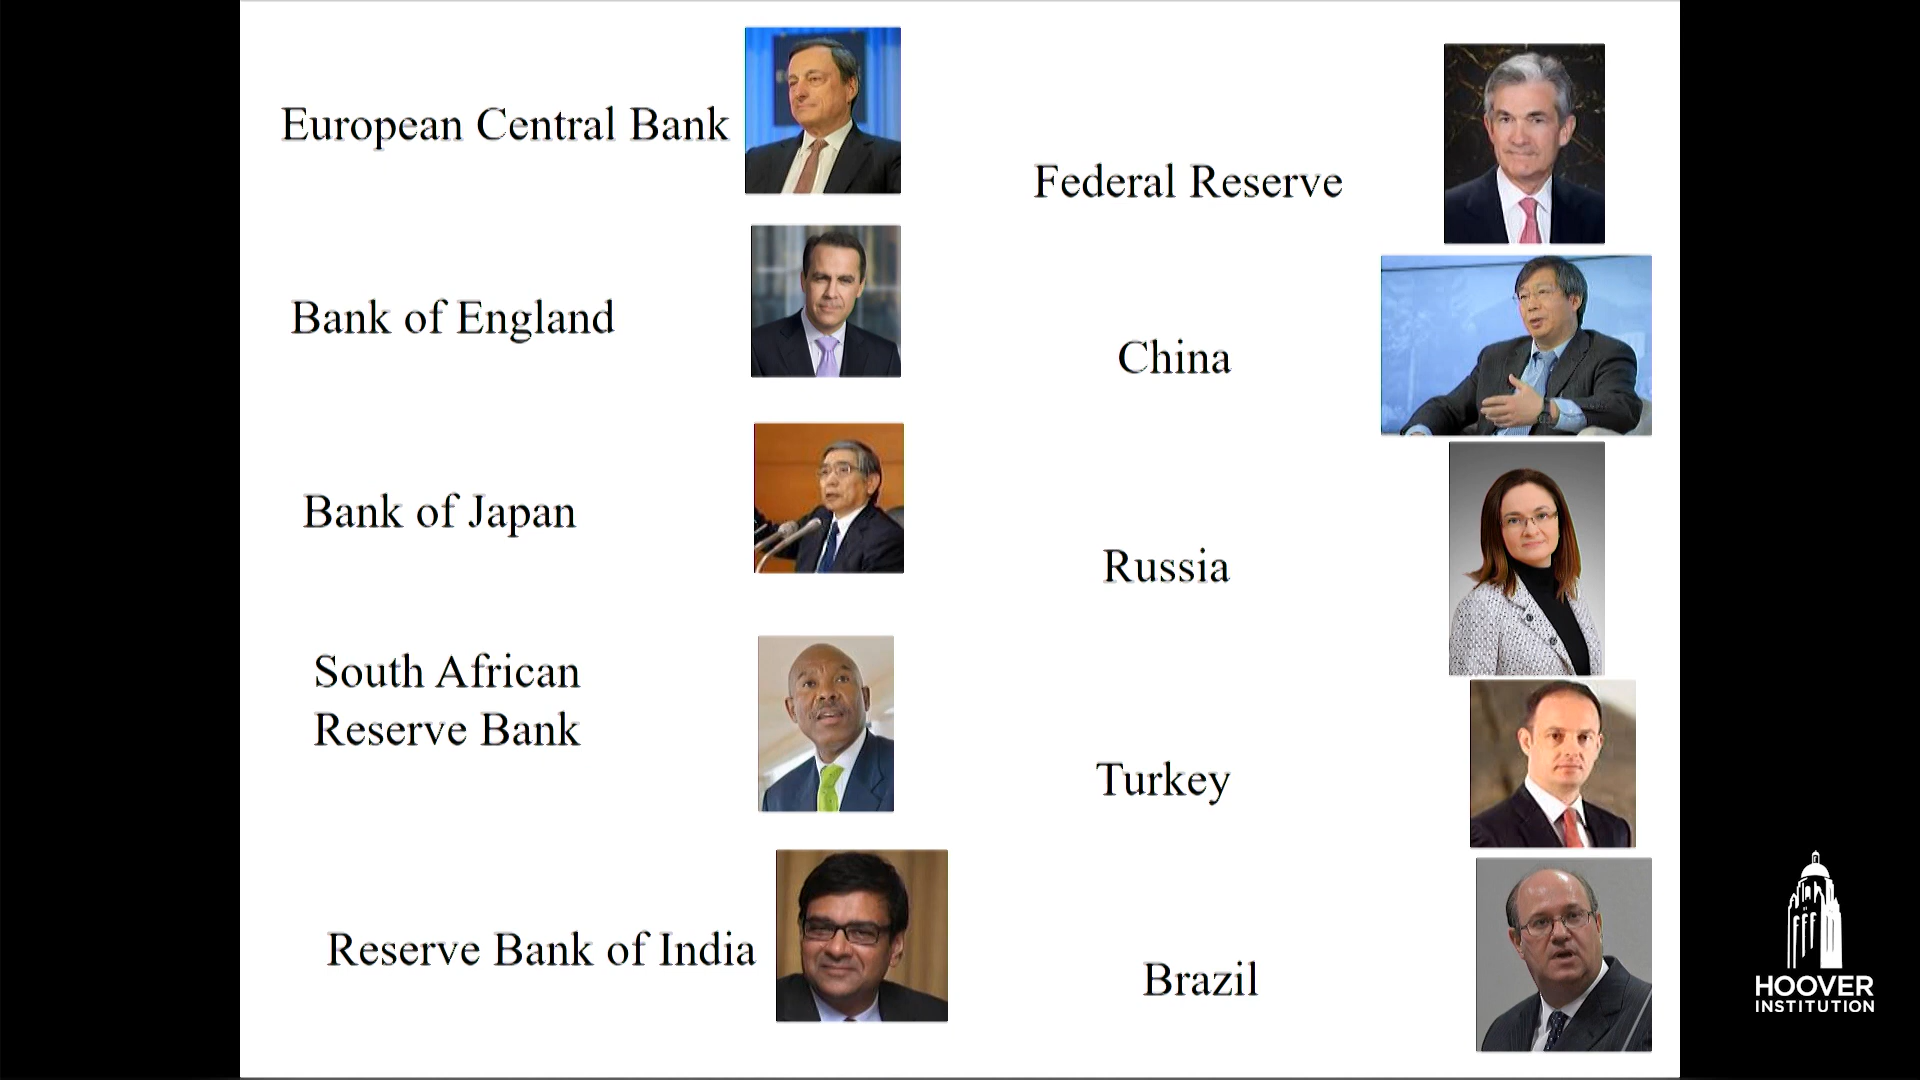 European Central Bank
Bank of England
Bank of Japan
South African
Reserve Bank
Reserve Bank of India
Federal Reserve
China
Russia
Turkey
Brazil
HOOVER
INSTITUTION